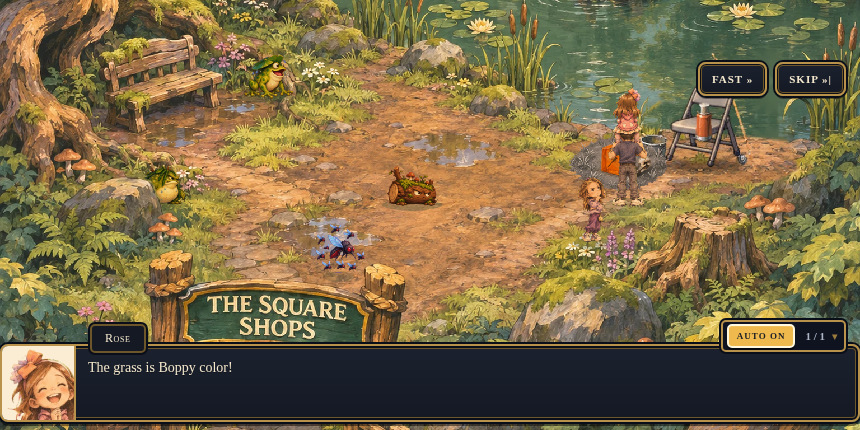 FAST »
SKIP »|
THE SQUARE
SHOPS
Rose
AUTO ON
1 / 1 ▼
The grass is Boppy color!